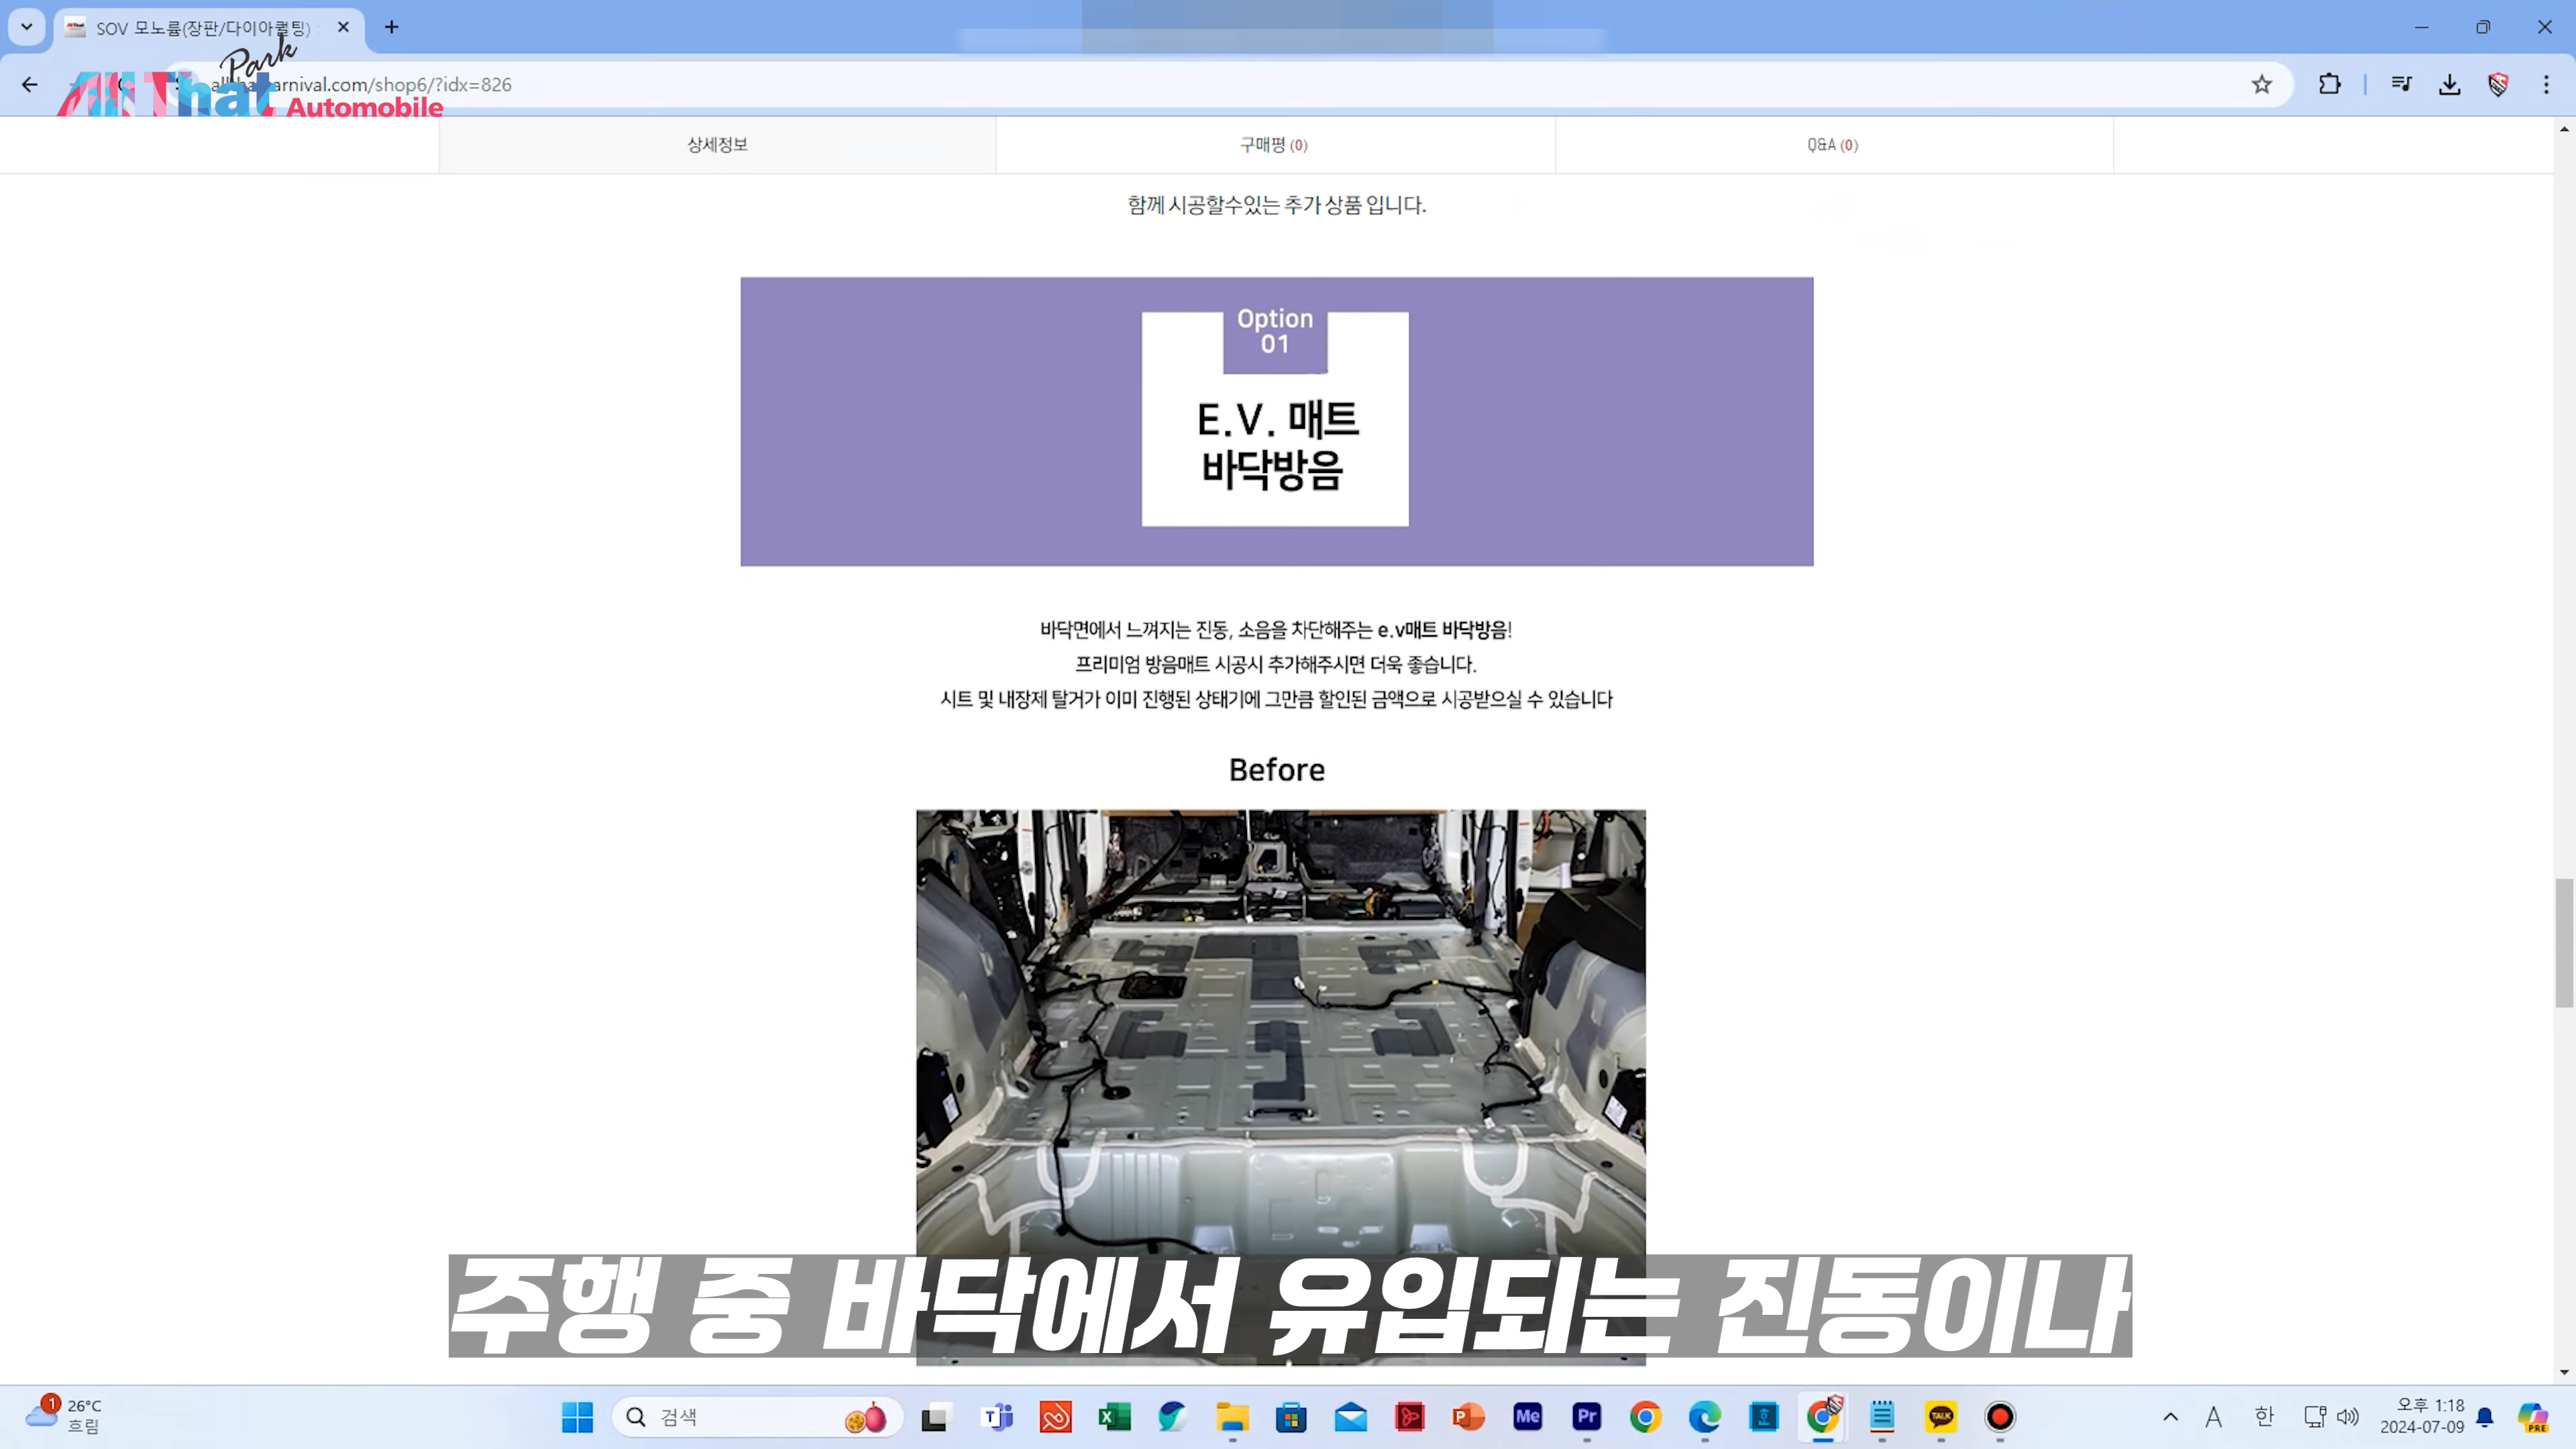 SOV 모노륨(장판/다이아퀼팅)
Park
All That
Automobile
arnival.com/shop6/?idx=826
상세정보
구매평 (0)
Q&A (0)
함께 시공할수있는 추가 상품 입니다.
Option
01
E.V. 매트
바닥방음
바닥면에서 느껴지는 진동, 소음을 차단해주는 e.v매트 바닥방음!
프리미엄 방음매트 시공시 추가해주시면 더욱 좋습니다.
시트 및 내장제 탈거가 이미 진행된 상태기에 그만큼 할인된 금액으로 시공받으실 수 있습니다
Before
주행 중 바닥에서 유입되는 진동이나
1
26°C
흐림
검색
Me
Pr
TALK
A
한
오후 1:18
2024-07-09
PRE